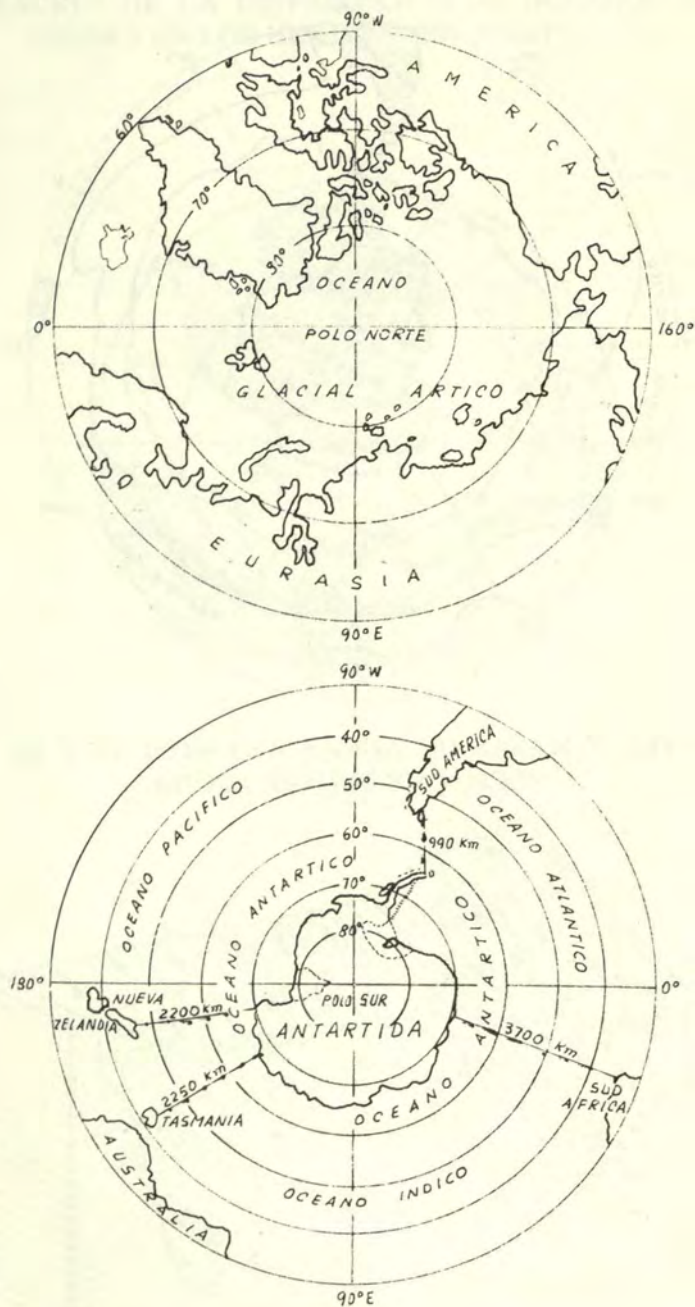 90° W
AMERICA
60°
70°
80°
OCEANO
0°
POLO NORTE
160°
GLACIAL ARTICO
EURASIA
90° E
90° W
40°
SUD AMERICA
50°
OCEANO PACIFICO
OCEANO ATLANTICO
60°
990 Km
OCEANO ANTARTICO
70°
80°
ANTARTICO
180°
0°
NUEVA
ZELANDIA
2200 Km
POLO SUR
ANTARTIDA
3700 Km
2250 Km
SUD
AFRICA
TASMANIA
OCEANO
AUSTRALIA
OCEANO INDICO
90° E